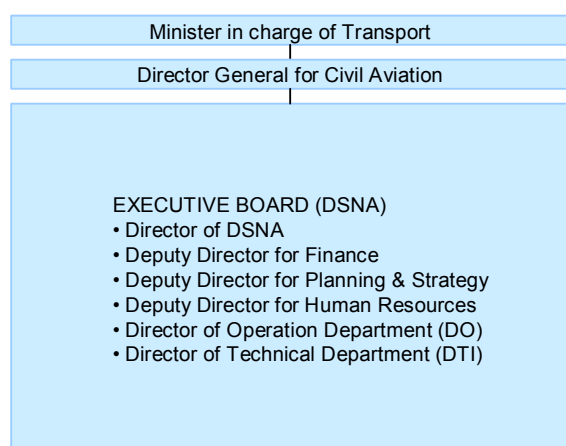 Minister in charge of Transport
Director General for Civil Aviation
EXECUTIVE BOARD (DSNA)
• Director of DSNA
• Deputy Director for Finance
• Deputy Director for Planning & Strategy
• Deputy Director for Human Resources
• Director of Operation Department (DO)
• Director of Technical Department (DTI)